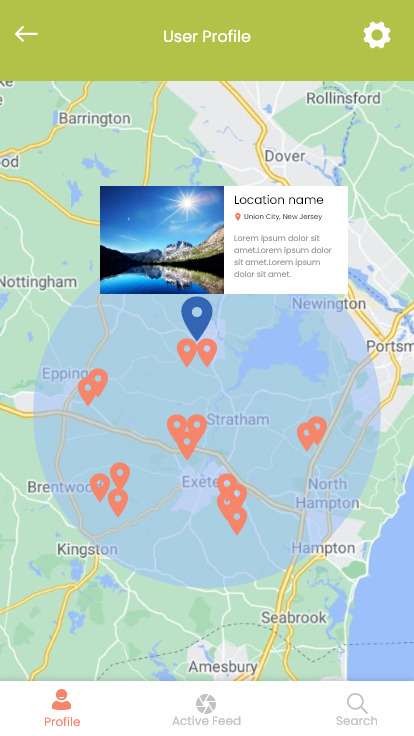 User Profile
Rollinsford
Barrington
Dover
Location name
Union City, New Jersey
Lorem ipsum dolor sit
amet.Lorem ipsum dolor
sit amet.Lorem ipsum
dolor sit amet.
Nottingham
Newington
Portsm
Epping
Stratham
Brentwood
Exeter
North
Hampton
Kingston
Hampton
Seabrook
Amesbury
Profile
Active Feed
Search